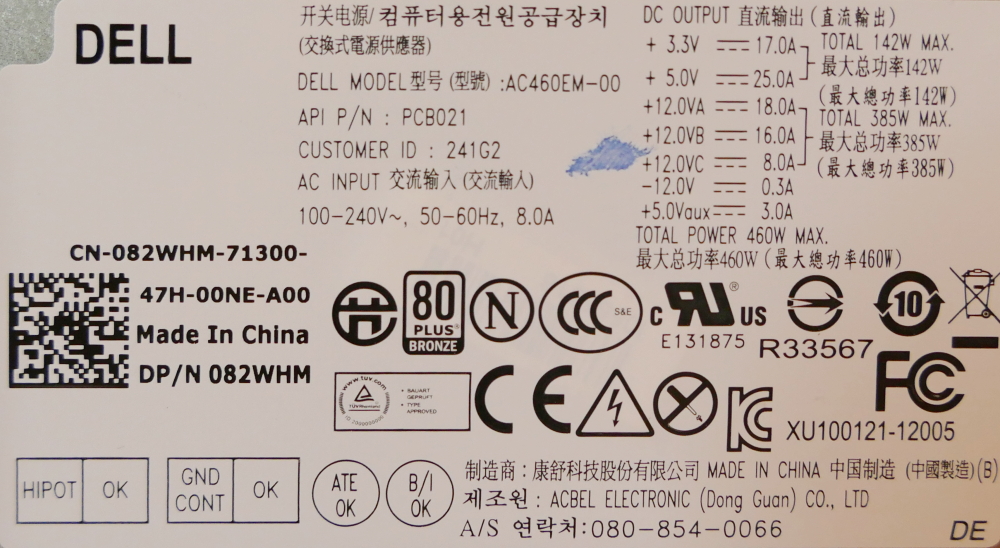 DELL
开关电源/컴퓨터용전원공급장치
(交換式電源供應器)
DELL MODEL型号(型號):AC460EM-00
API P/N : PCB021
CUSTOMER ID : 241G2
AC INPUT 交流输入(交流輸入)
100-240V~, 50-60Hz, 8.0A
DC OUTPUT 直流输出(直流輸出)
+ 3.3V 17.0A
+ 5.0V 25.0A
TOTAL 142W MAX.
最大总功率142W
(最大總功率142W)
+12.0VA 18.0A
+12.0VB 16.0A
+12.0VC 8.0A
TOTAL 385W MAX.
最大总功率385W
(最大總功率385W)
-12.0V 0.3A
+5.0Vaux 3.0A
TOTAL POWER 460W MAX.
最大总功率460W(最大總功率460W)
CN-082WHM-71300-
47H-00NE-A00
Made In China
DP/N 082WHM
80
PLUS®
BRONZE
N
CCC S&E
c RU® US
E131875
R33567
10
FC
www.tuv.com
TÜVRheinland
• BAUART
GEPRÜFT
• TYPE
APPROVED
CE
XU100121-12005
HIPOT OK
GND CONT OK
ATE OK
B/I OK
制造商：康舒科技股份有限公司 MADE IN CHINA 中国制造 (中國製造)(B)
제조원 : ACBEL ELECTRONIC (Dong Guan) CO., LTD
A/S 연락처:080-854-0066
DE